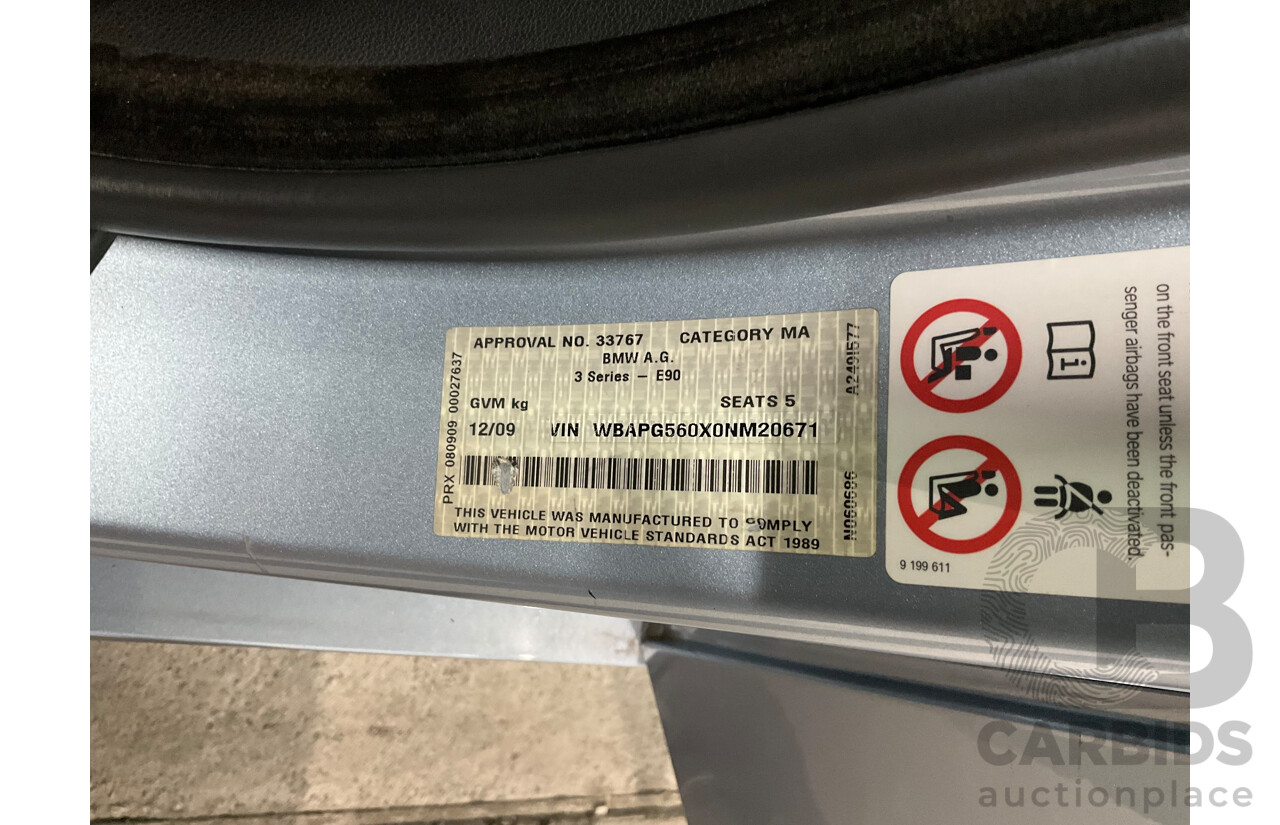 APPROVAL NO. 33767 CATEGORY MA
BMW A.G.
3 Series – E90
GVM kg SEATS 5
12/09 VIN WBAPG560X0NM20671
THIS VEHICLE WAS MANUFACTURED TO COMPLY
WITH THE MOTOR VEHICLE STANDARDS ACT 1989
PRX 080909 00027637
A2491577
N060686
on the front seat unless the front pas-
senger airbags have been deactivated.
9 199 611
CB
CARBIDS
auctionplace